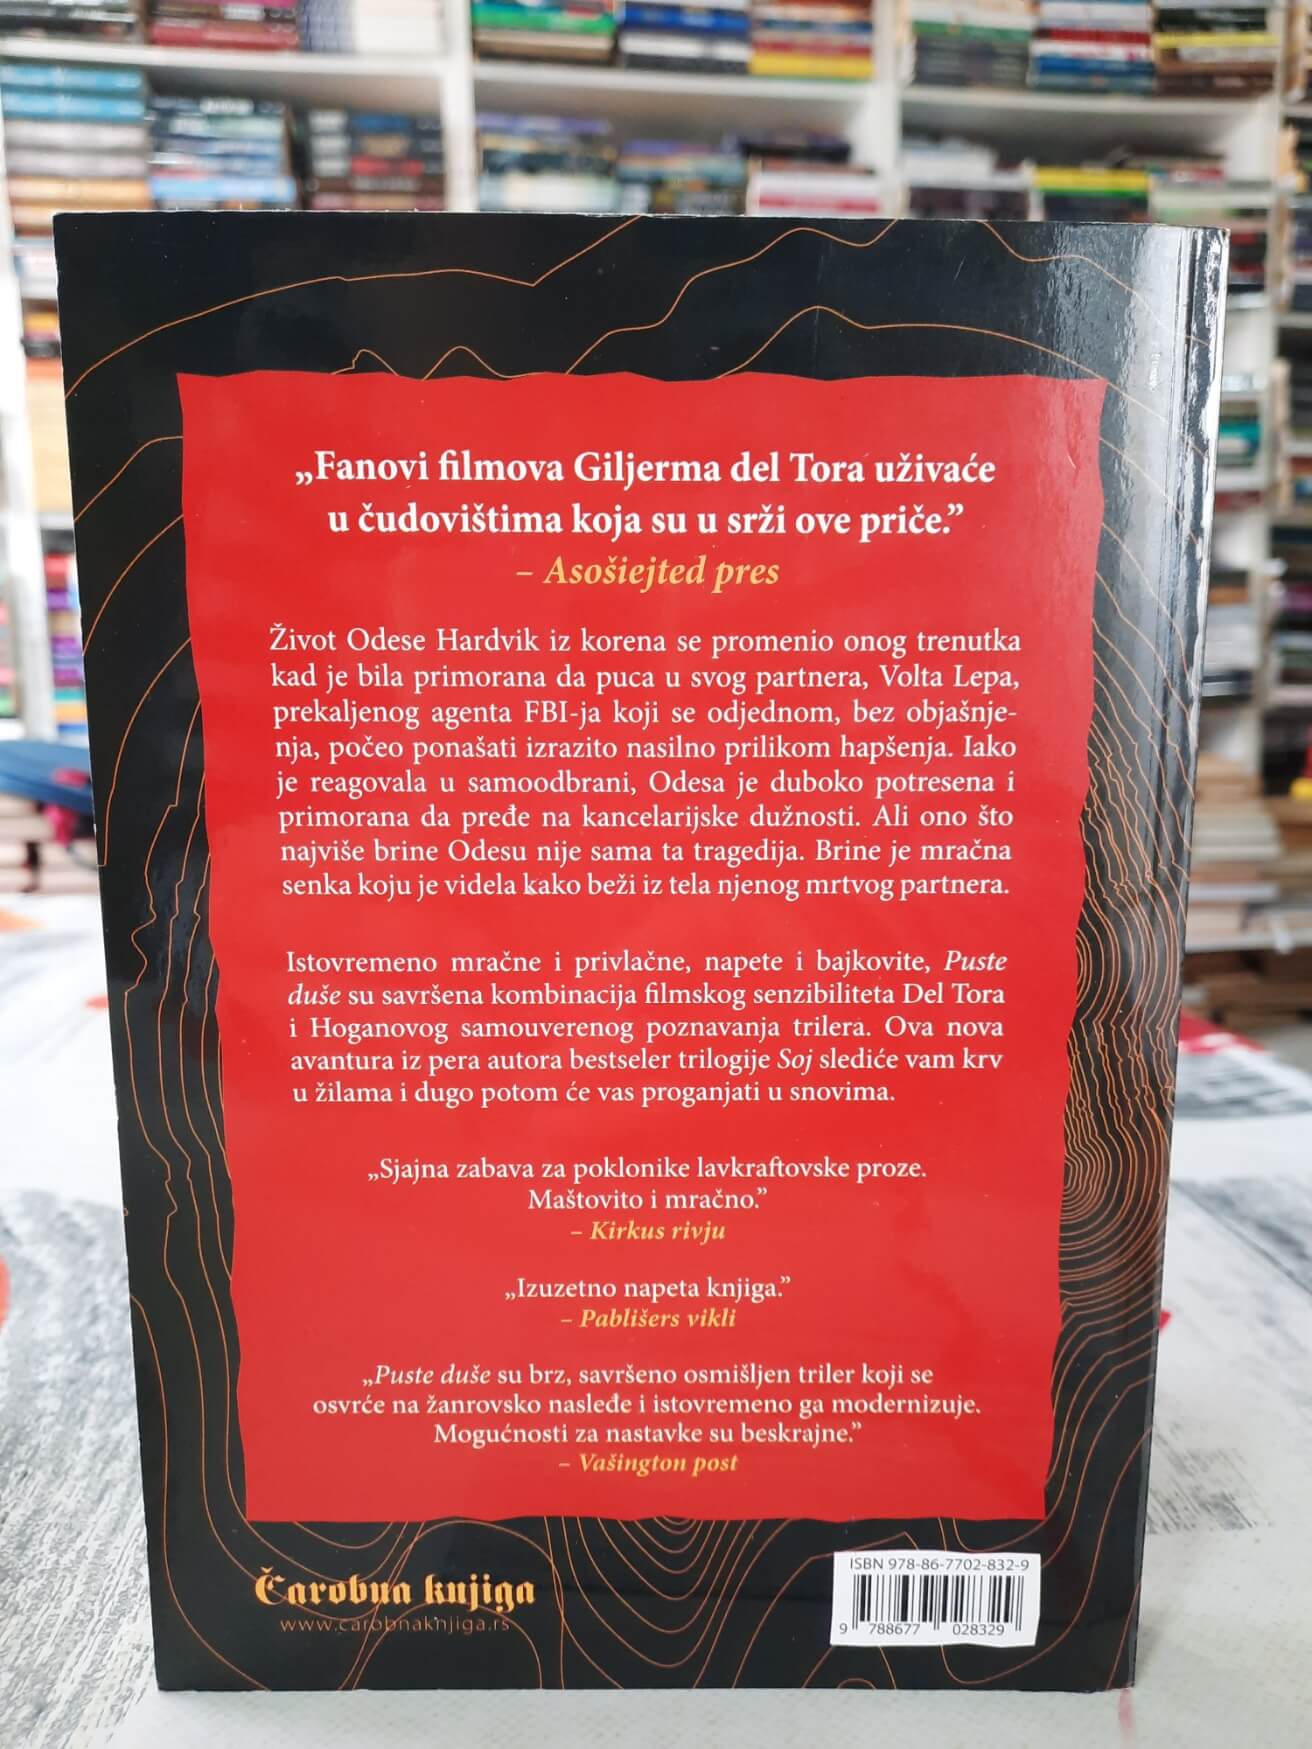 „Fanovi filmova Giljerma del Tora uživaće
u čudovištima koja su u srži ove priče.”
– Asošiejted pres
Život Odese Hardvik iz korena se promenio onog trenutka
kad je bila primorana da puca u svog partnera, Volta Lepa,
prekaljenog agenta FBI-ja koji se odjednom, bez objašnje-
nja, počeo ponašati izrazito nasilno prilikom hapšenja. Iako
je reagovala u samoodbrani, Odesa je duboko potresena i
primorana da pređe na kancelarijske dužnosti. Ali ono što
najviše brine Odesu nije sama ta tragedija. Brine je mračna
senka koju je videla kako beži iz tela njenog mrtvog partnera.
Istovremeno mračne i privlačne, napete i bajkovite, Puste
duše su savršena kombinacija filmskog senzibiliteta Del Tora
i Hoganovog samouverenog poznavanja trilera. Ova nova
avantura iz pera autora bestseler trilogije Soj slediće vam krv
u žilama i dugo potom će vas proganjati u snovima.
„Sjajna zabava za poklonike lavkraftovske proze.
Maštovito i mračno.”
– Kirkus rivju
„Izuzetno napeta knjiga.”
– Pablišers vikli
„Puste duše su brz, savršeno osmišljen triler koji se
osvrće na žanrovsko nasleđe i istovremeno ga modernizuje.
Mogućnosti za nastavke su beskrajne.”
– Vašington post
Čarobna knjiga
www.carobnaknjiga.rs
ISBN 978-86-7702-832-9
9 788677 028329